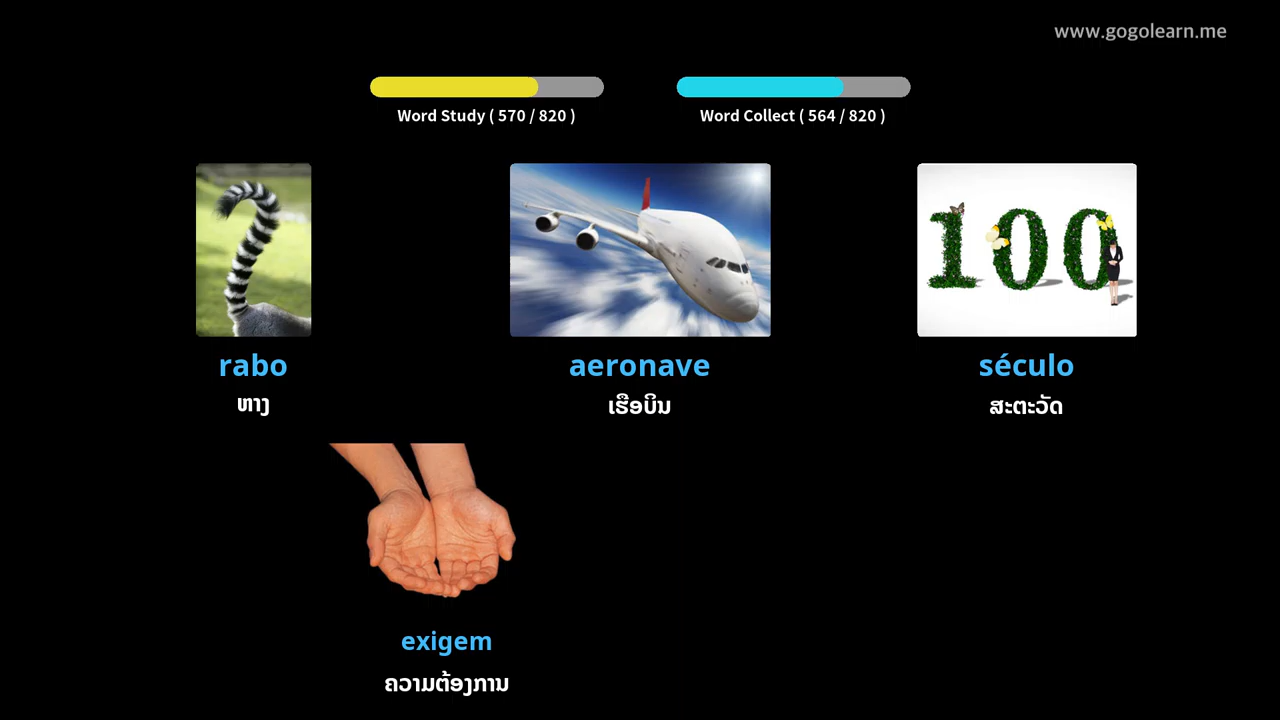 www.gogolearn.me
Word Study ( 570 / 820 )
Word Collect ( 564 / 820 )
rabo
aeronave
século
ຫາງ
ເຮືອບິນ
ສະຕະວັດ
exigem
ຄວາມຕ້ອງການ